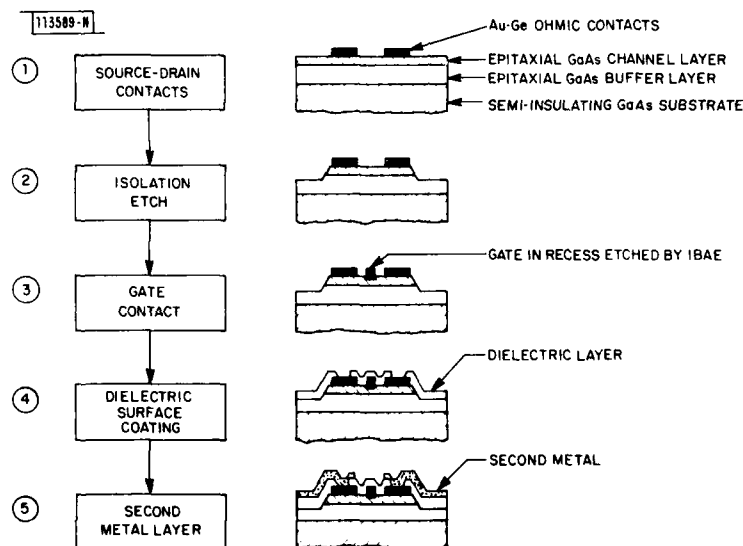 113589-N
1
SOURCE-DRAIN
CONTACTS
Au-Ge OHMIC CONTACTS
EPITAXIAL GaAs CHANNEL LAYER
EPITAXIAL GaAs BUFFER LAYER
SEMI-INSULATING GaAs SUBSTRATE
2
ISOLATION
ETCH
3
GATE
CONTACT
GATE IN RECESS ETCHED BY IBAE
4
DIELECTRIC
SURFACE
COATING
DIELECTRIC LAYER
5
SECOND
METAL LAYER
SECOND METAL